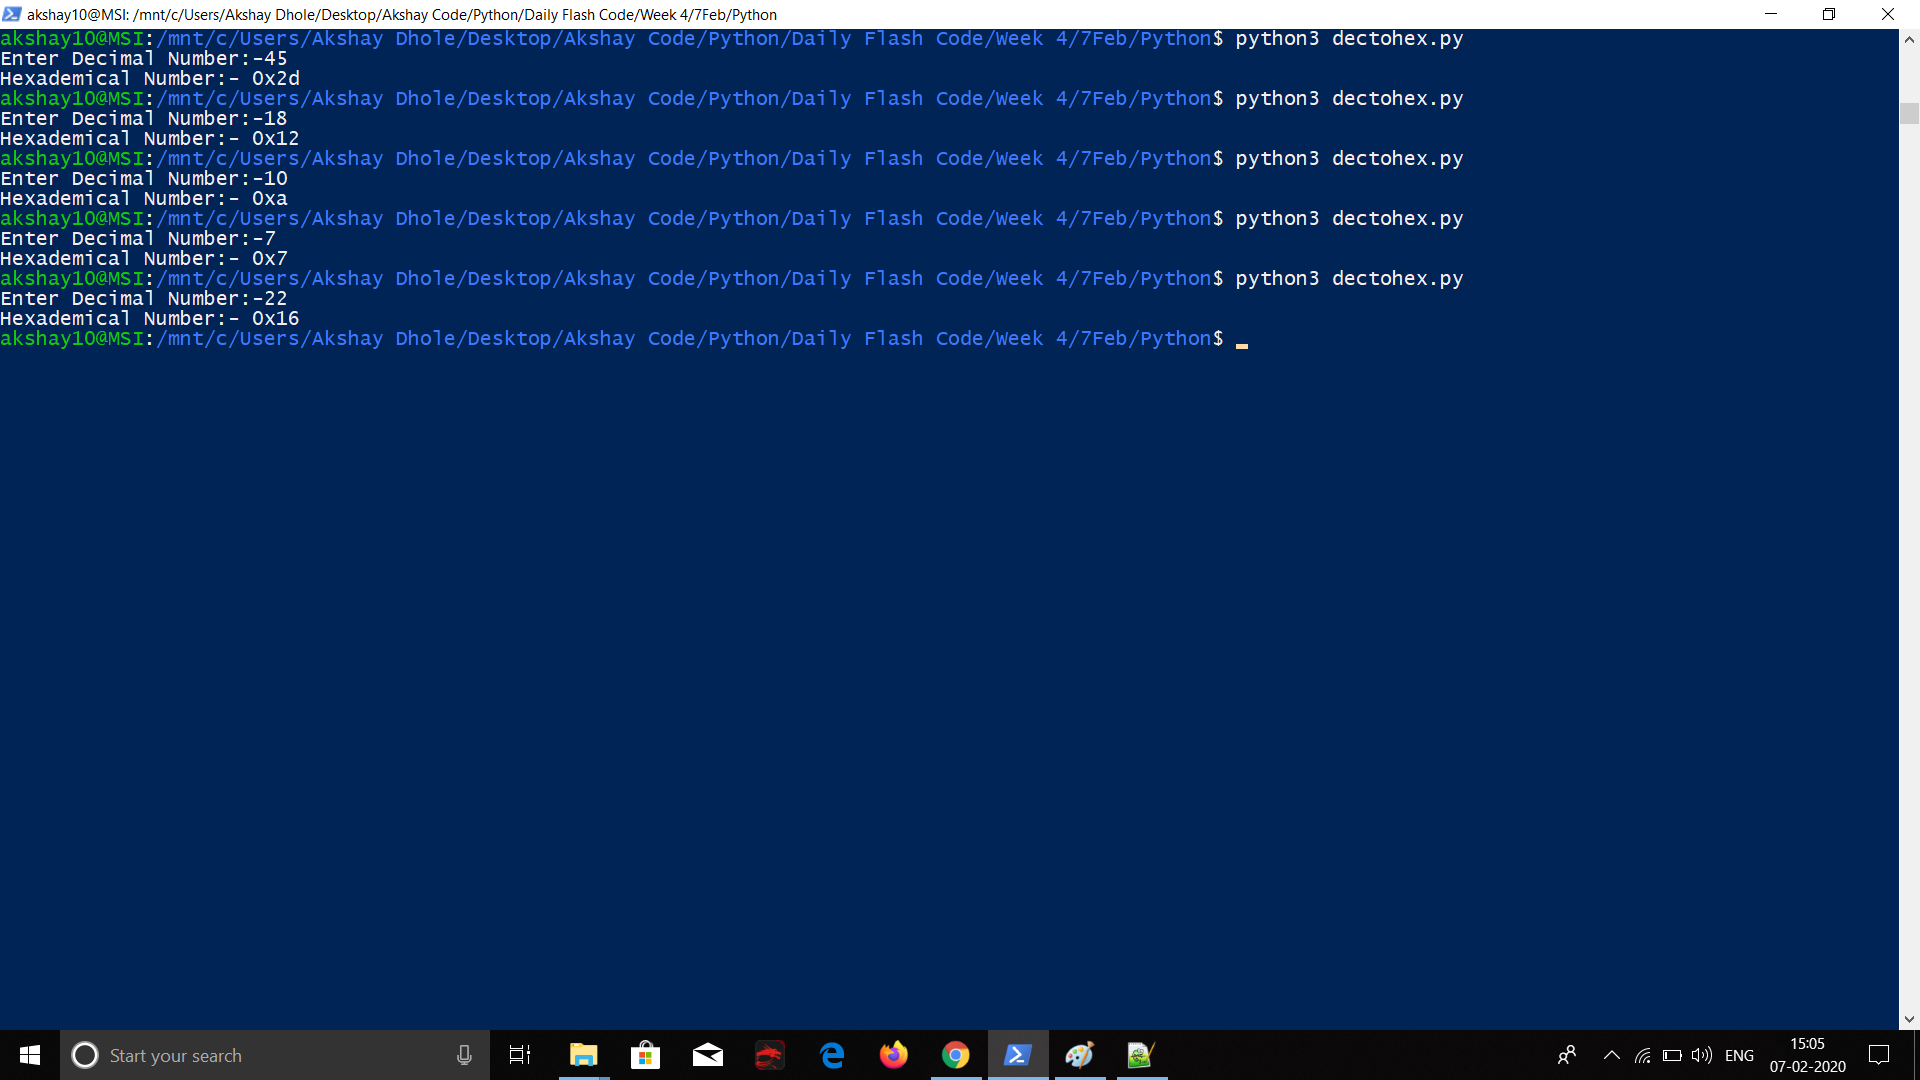 akshay10@MSI: /mnt/c/Users/Akshay Dhole/Desktop/Akshay Code/Python/Daily Flash Code/Week 4/7Feb/Python
akshay10@MSI:/mnt/c/Users/Akshay Dhole/Desktop/Akshay Code/Python/Daily Flash Code/Week 4/7Feb/Python$ python3 dectohex.py
Enter Decimal Number:-45
Hexademical Number:- 0x2d
akshay10@MSI:/mnt/c/Users/Akshay Dhole/Desktop/Akshay Code/Python/Daily Flash Code/Week 4/7Feb/Python$ python3 dectohex.py
Enter Decimal Number:-18
Hexademical Number:- 0x12
akshay10@MSI:/mnt/c/Users/Akshay Dhole/Desktop/Akshay Code/Python/Daily Flash Code/Week 4/7Feb/Python$ python3 dectohex.py
Enter Decimal Number:-10
Hexademical Number:- 0xa
akshay10@MSI:/mnt/c/Users/Akshay Dhole/Desktop/Akshay Code/Python/Daily Flash Code/Week 4/7Feb/Python$ python3 dectohex.py
Enter Decimal Number:-7
Hexademical Number:- 0x7
akshay10@MSI:/mnt/c/Users/Akshay Dhole/Desktop/Akshay Code/Python/Daily Flash Code/Week 4/7Feb/Python$ python3 dectohex.py
Enter Decimal Number:-22
Hexademical Number:- 0x16
akshay10@MSI:/mnt/c/Users/Akshay Dhole/Desktop/Akshay Code/Python/Daily Flash Code/Week 4/7Feb/Python$
Start your search
ENG
15:05
07-02-2020